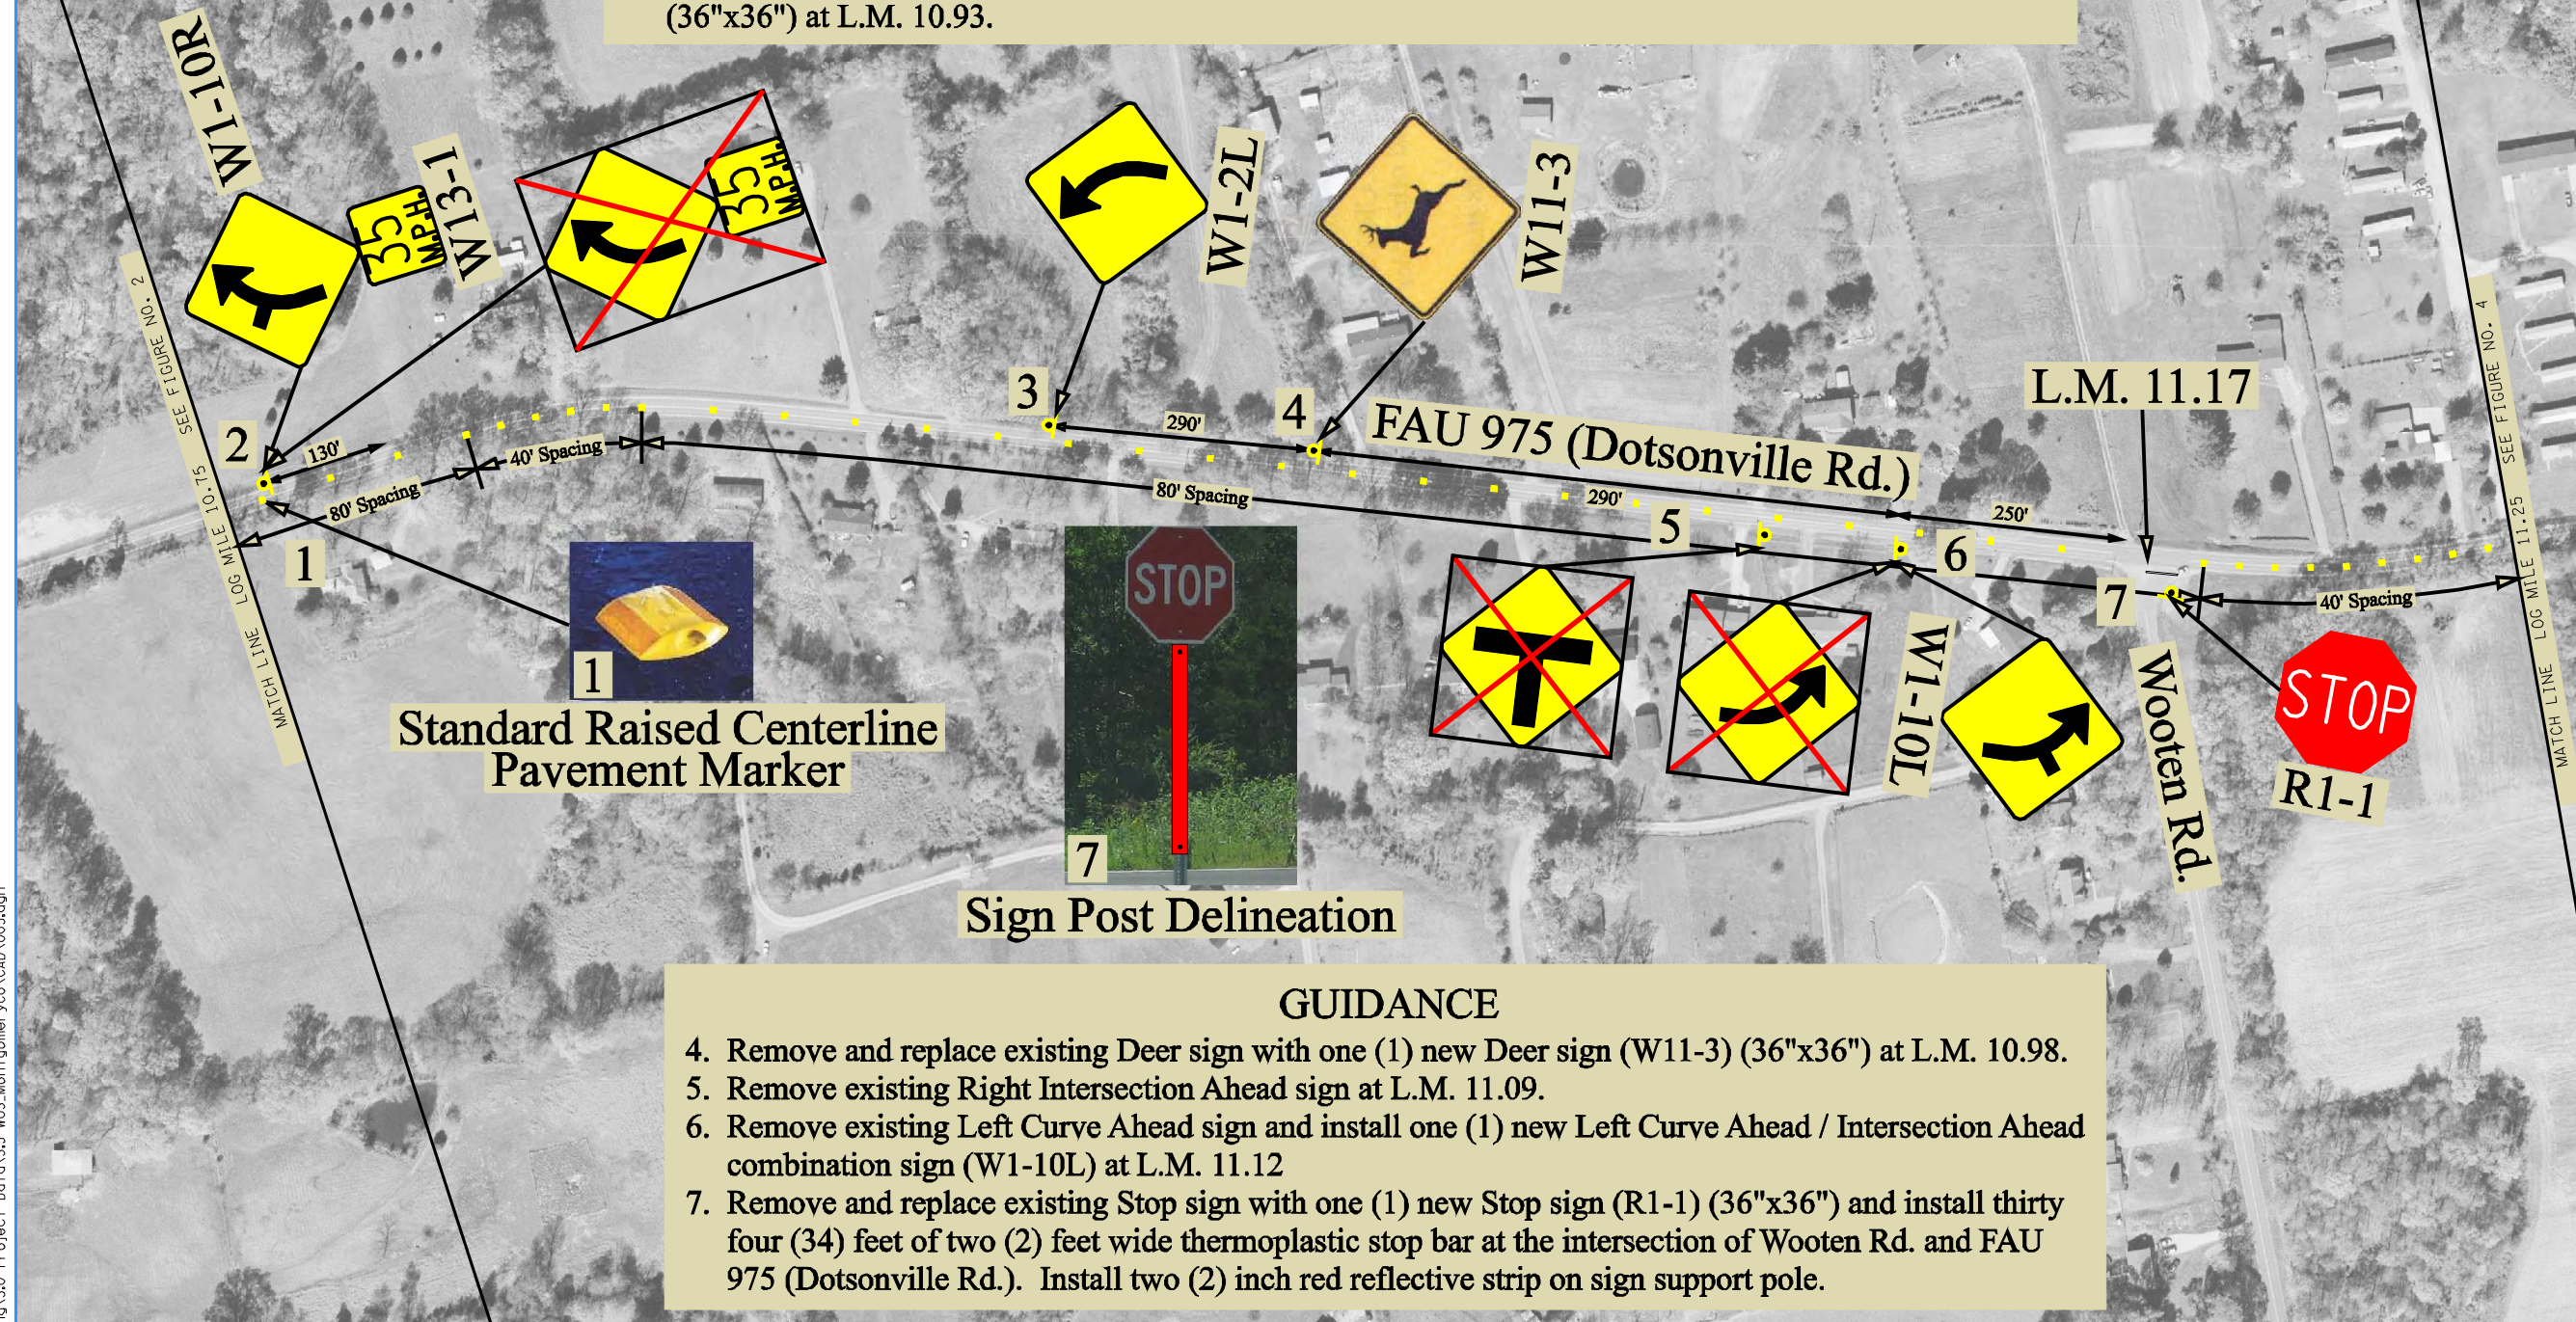 (36"x36") at L.M. 10.93.
W1-10R
35
M.P.H.
W13-1
35
M.P.H.
W1-2L
W11-3
SEE FIGURE NO. 2
SEE FIGURE NO. 4
L.M. 11.17
FAU 975 (Dotsonville Rd.)
2
130'
40' Spacing
80' Spacing
3
290'
4
80' Spacing
290'
250'
5
6
7
40' Spacing
1
MATCH LINE LOG MILE 10.75
MATCH LINE LOG MILE 11.25
1
Standard Raised Centerline
Pavement Marker
STOP
7
Sign Post Delineation
W1-10L
Wooten Rd.
STOP
R1-1
GUIDANCE
4. Remove and replace existing Deer sign with one (1) new Deer sign (W11-3) (36"x36") at L.M. 10.98.
5. Remove existing Right Intersection Ahead sign at L.M. 11.09.
6. Remove existing Left Curve Ahead sign and install one (1) new Left Curve Ahead / Intersection Ahead
combination sign (W1-10L) at L.M. 11.12
7. Remove and replace existing Stop sign with one (1) new Stop sign (R1-1) (36"x36") and install thirty
four (34) feet of two (2) feet wide thermoplastic stop bar at the intersection of Wooten Rd. and FAU
975 (Dotsonville Rd.). Install two (2) inch red reflective strip on sign support pole.